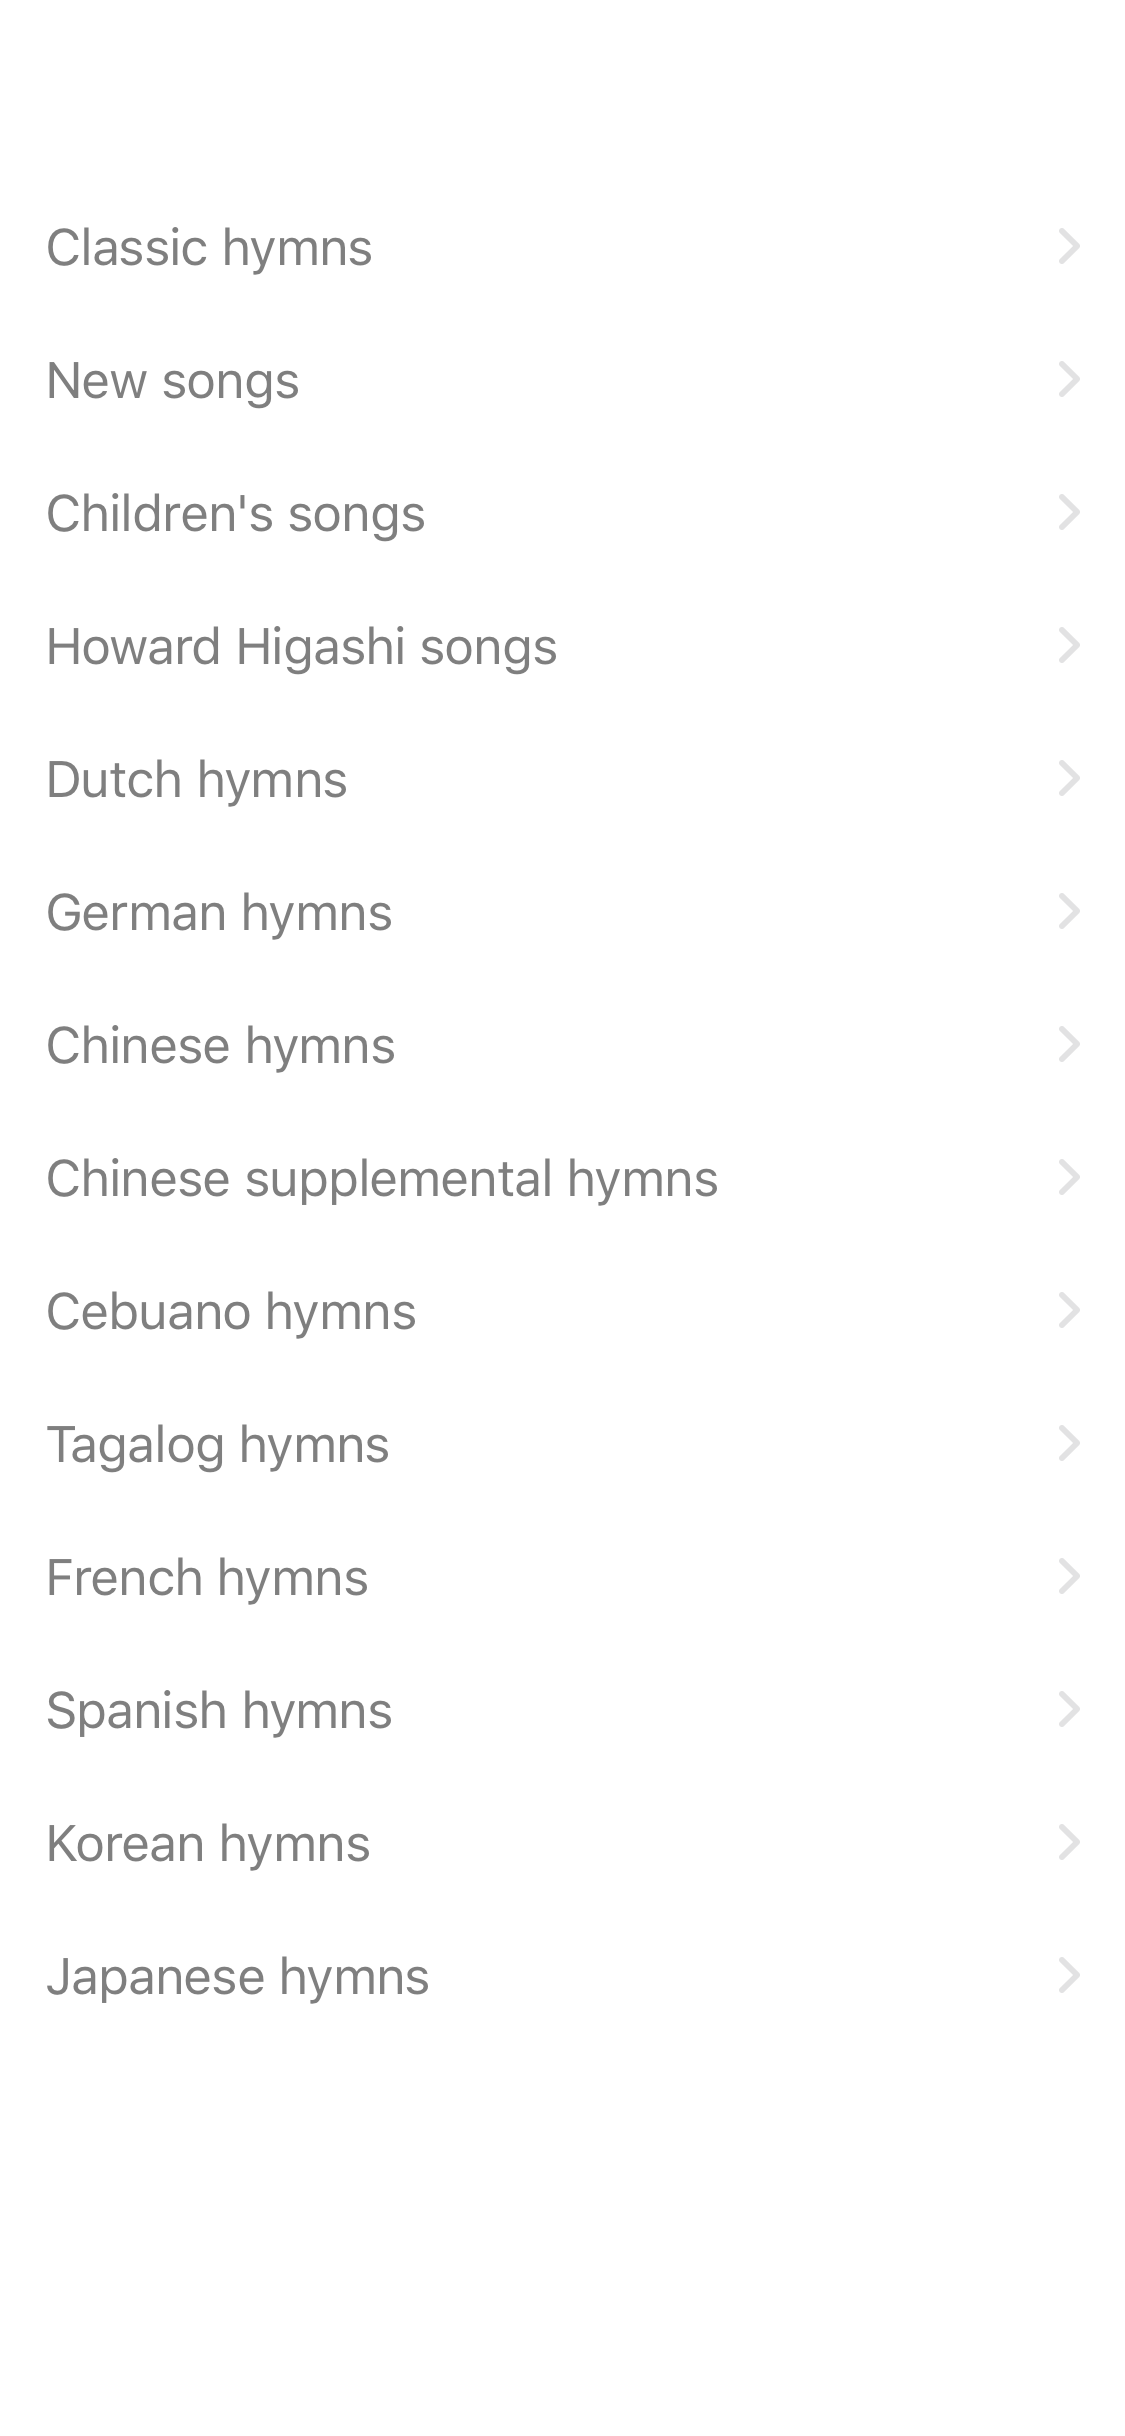 Classic hymns
New songs
Children's songs
Howard Higashi songs
Dutch hymns
German hymns
Chinese hymns
Chinese supplemental hymns
Cebuano hymns
Tagalog hymns
French hymns
Spanish hymns
Korean hymns
Japanese hymns